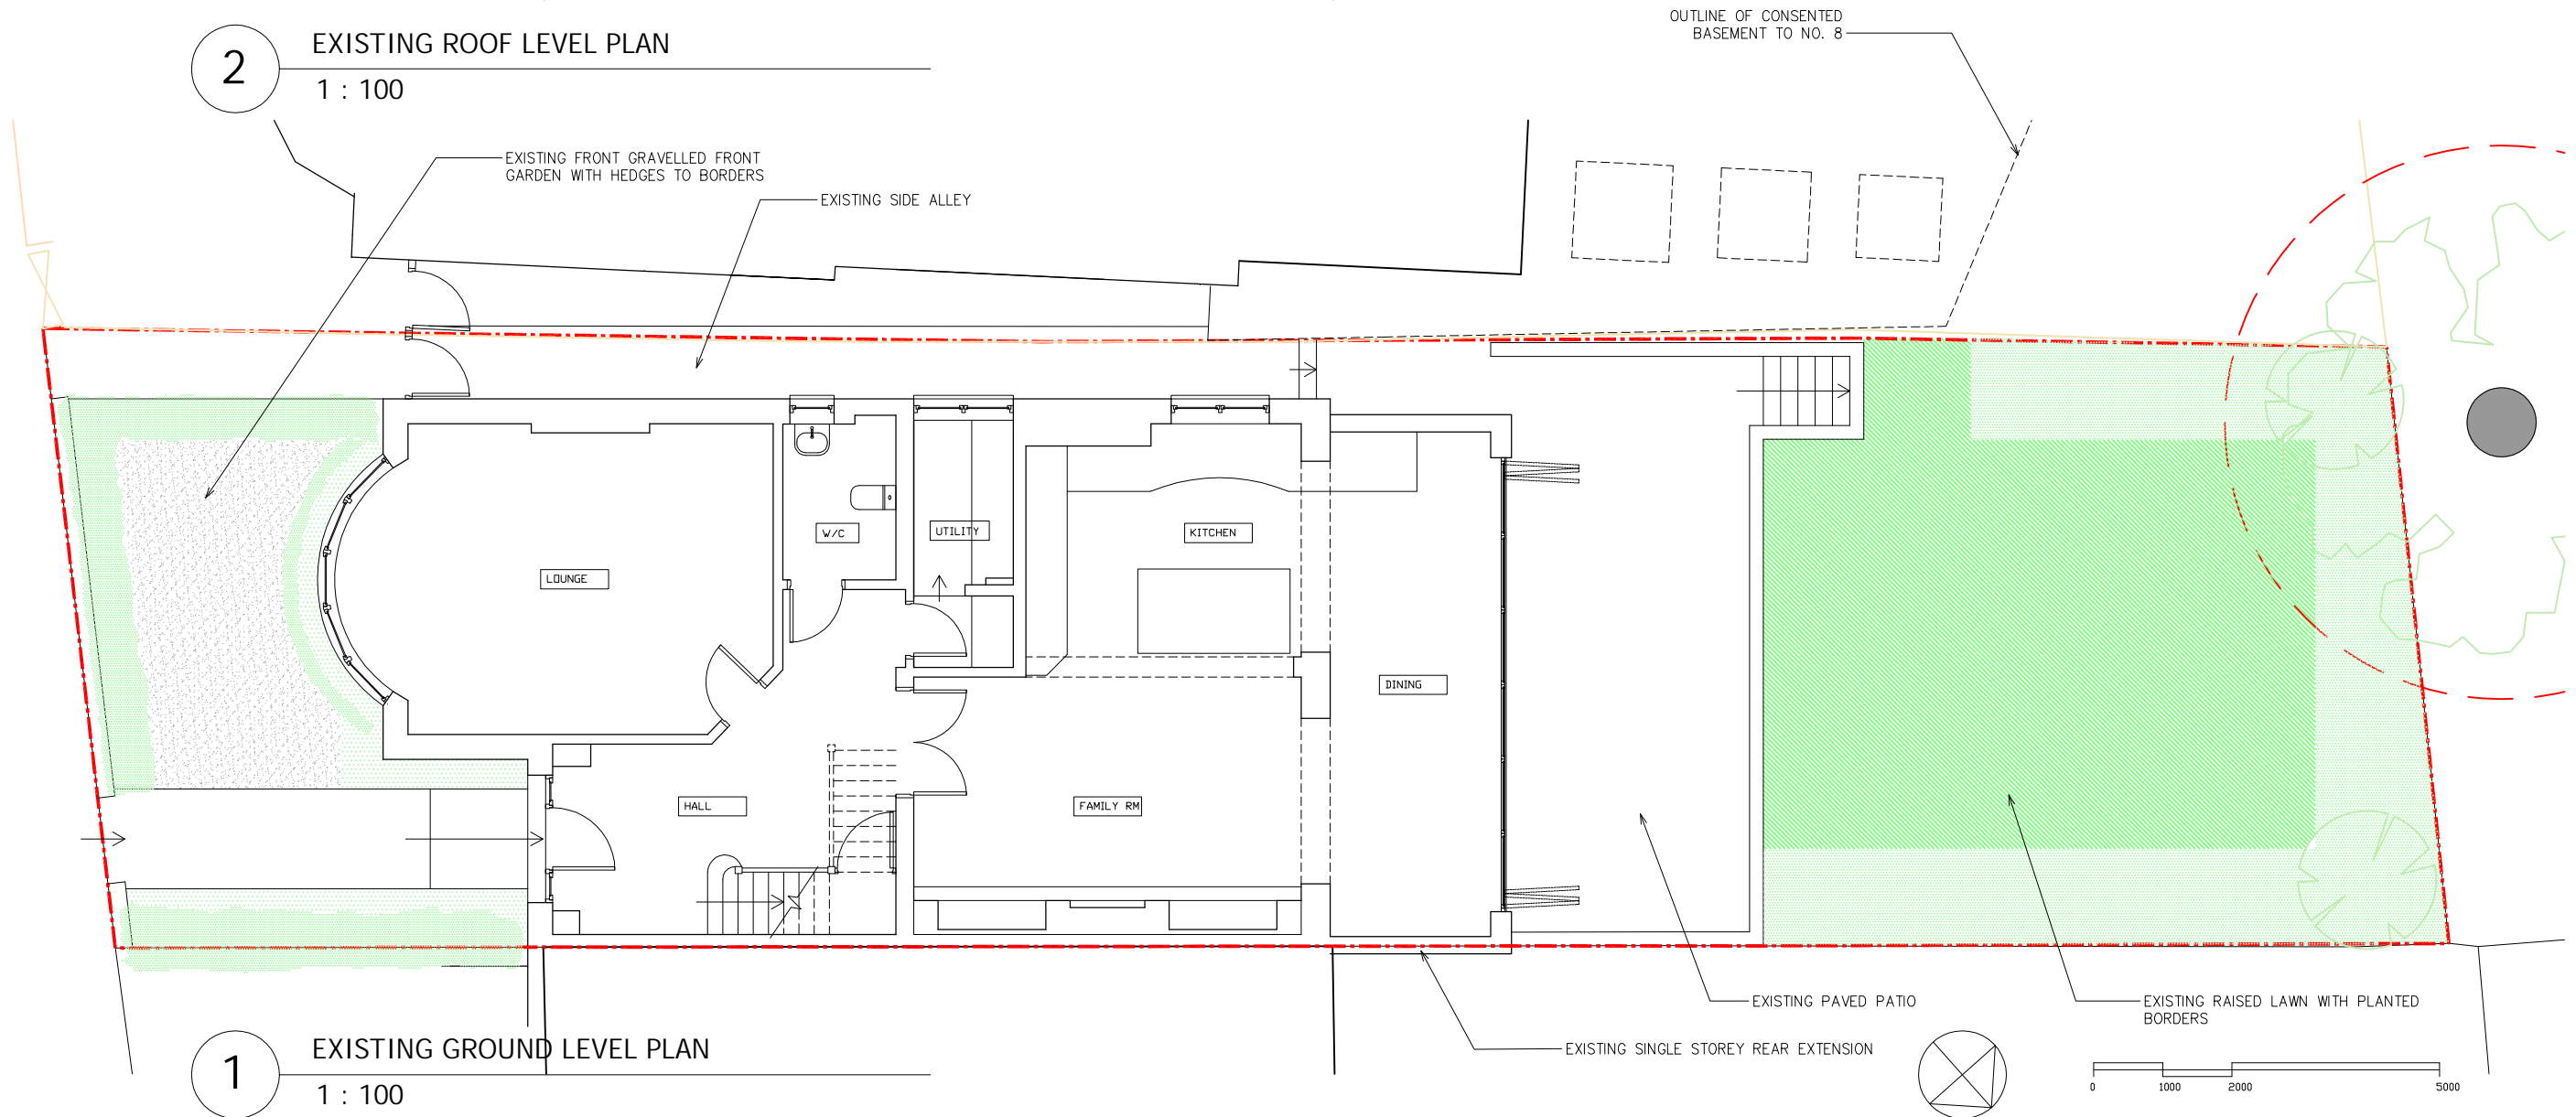 2
EXISTING ROOF LEVEL PLAN
1 : 100
OUTLINE OF CONSENTED
BASEMENT TO NO. 8
EXISTING FRONT GRAVELLED FRONT
GARDEN WITH HEDGES TO BORDERS
EXISTING SIDE ALLEY
W/C
UTILITY
KITCHEN
LOUNGE
DINING
HALL
FAMILY RM
EXISTING PAVED PATIO
EXISTING RAISED LAWN WITH PLANTED
BORDERS
EXISTING SINGLE STOREY REAR EXTENSION
1
EXISTING GROUND LEVEL PLAN
1 : 100
0 1000 2000 5000